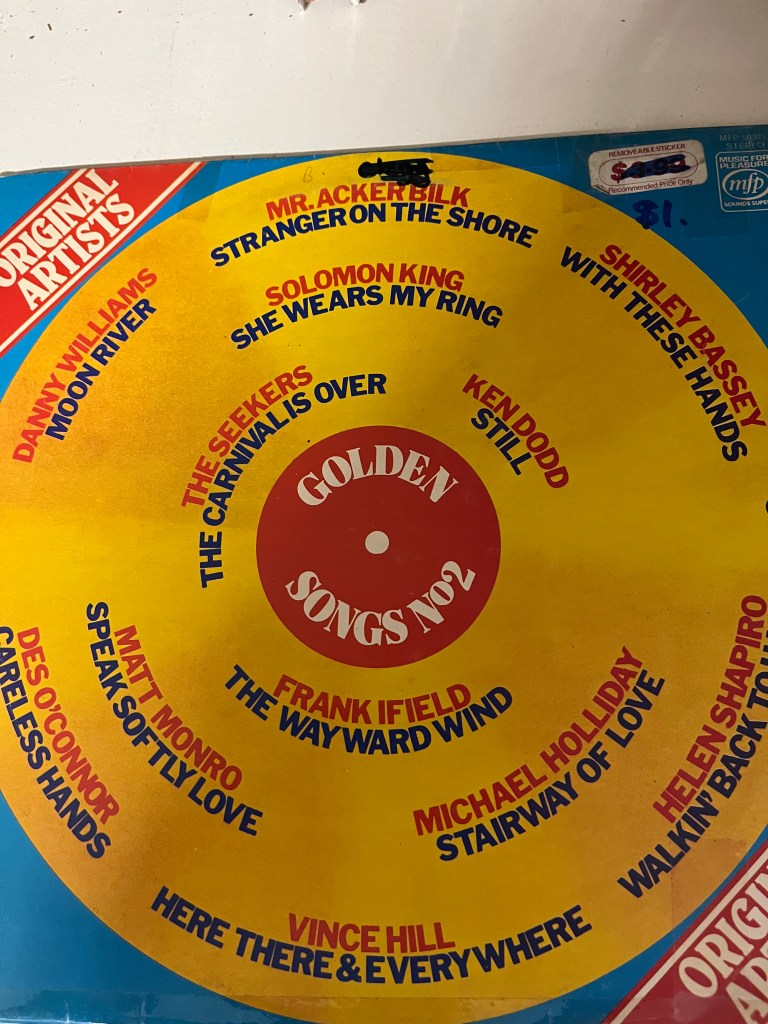 ORIGINAL
ARTISTS
MR. ACKER BILK
STRANGER ON THE SHORE
REMOVEABLE STICKER
Recommended Price Only
$1.
STEREO
MUSIC FOR
PLEASURE
mfp
SOLOMON KING
SHE WEARS MY RING
SHIRLEY BASSEY
WITH THESE HANDS
DANNY WILLIAMS
MOON RIVER
THE SEEKERS
THE CARNIVAL IS OVER
KEN DODD
STILL
GOLDEN
SONGS No2
DES O'CONNOR
CARELESS HANDS
MATT MONRO
SPEAK SOFTLY LOVE
FRANK IFIELD
THE WAYWARD WIND
MICHAEL HOLLIDAY
STAIRWAY OF LOVE
HELEN SHAPIRO
WALKIN' BACK TO
VINCE HILL
HERE THERE & EVERYWHERE